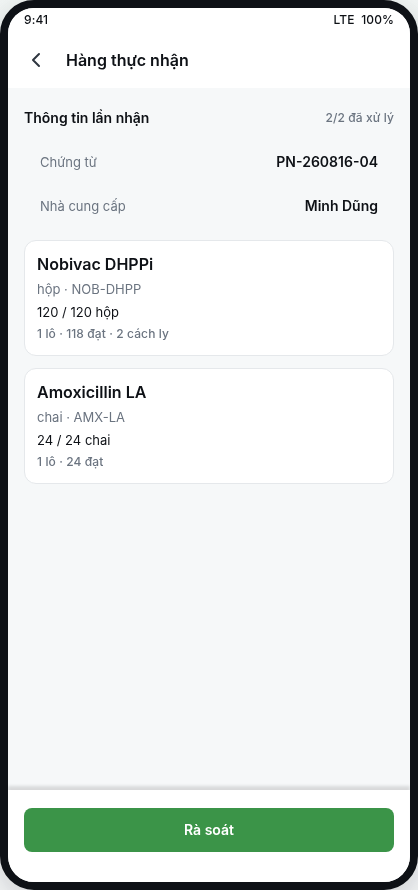 9:41 LTE 100%
Hàng thực nhận
Thông tin lần nhận 2/2 đã xử lý
Chứng từ PN-260816-04
Nhà cung cấp Minh Dũng
Nobivac DHPPi
hộp · NOB-DHPP
120 / 120 hộp
1 lô · 118 đạt · 2 cách ly
Amoxicillin LA
chai · AMX-LA
24 / 24 chai
1 lô · 24 đạt
Rà soát